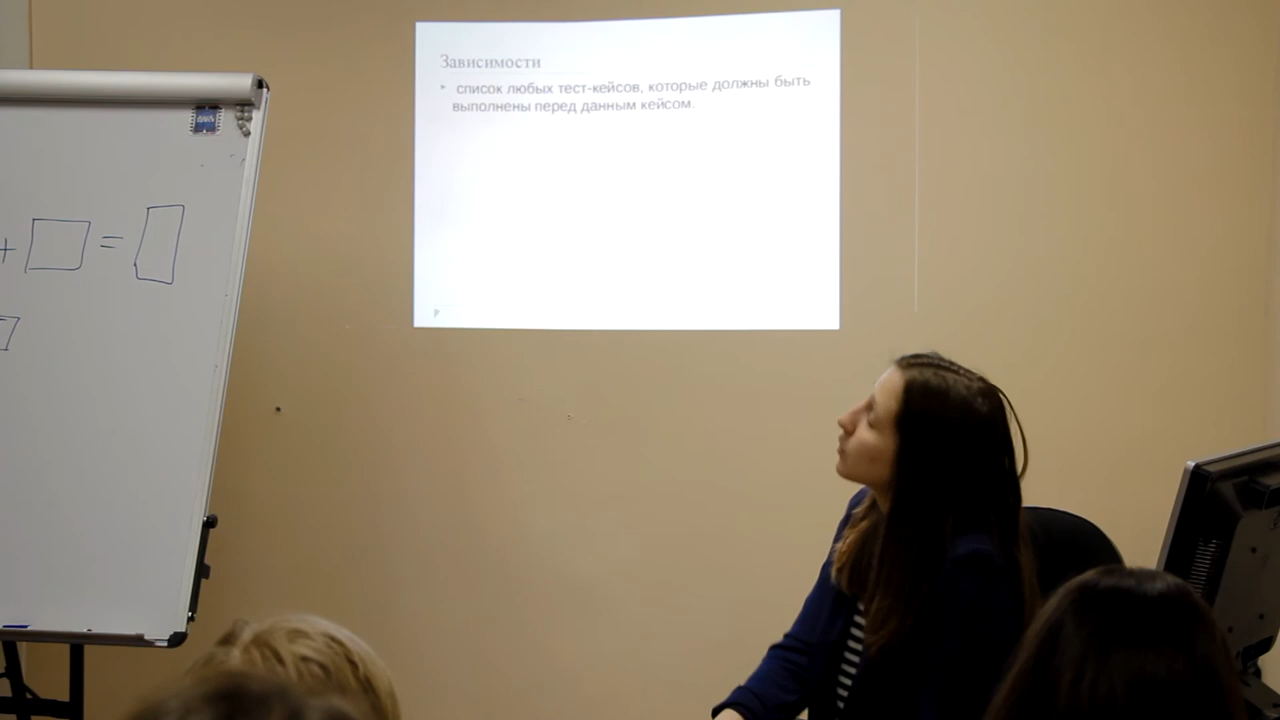 Зависимости
список любых тест-кейсов, которые должны быть
выполнены перед данным кейсом.
+ =